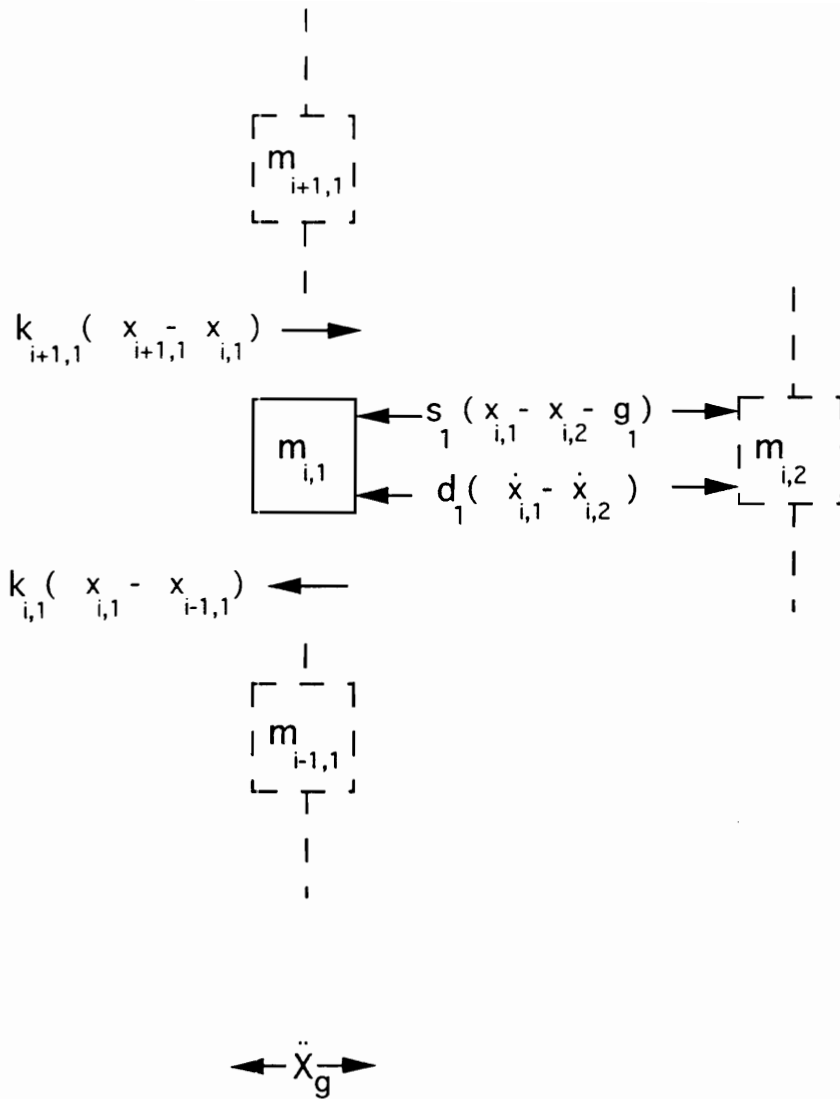 m i+1,1
k i+1,1 ( x i+1,1 - x i,1 )
s 1 ( x i,1 - x i,2 - g 1 )
m i,1
m i,2
d 1 ( ẋ i,1 - ẋ i,2 )
k i,1 ( x i,1 - x i-1,1 )
m i-1,1
Ẍ g